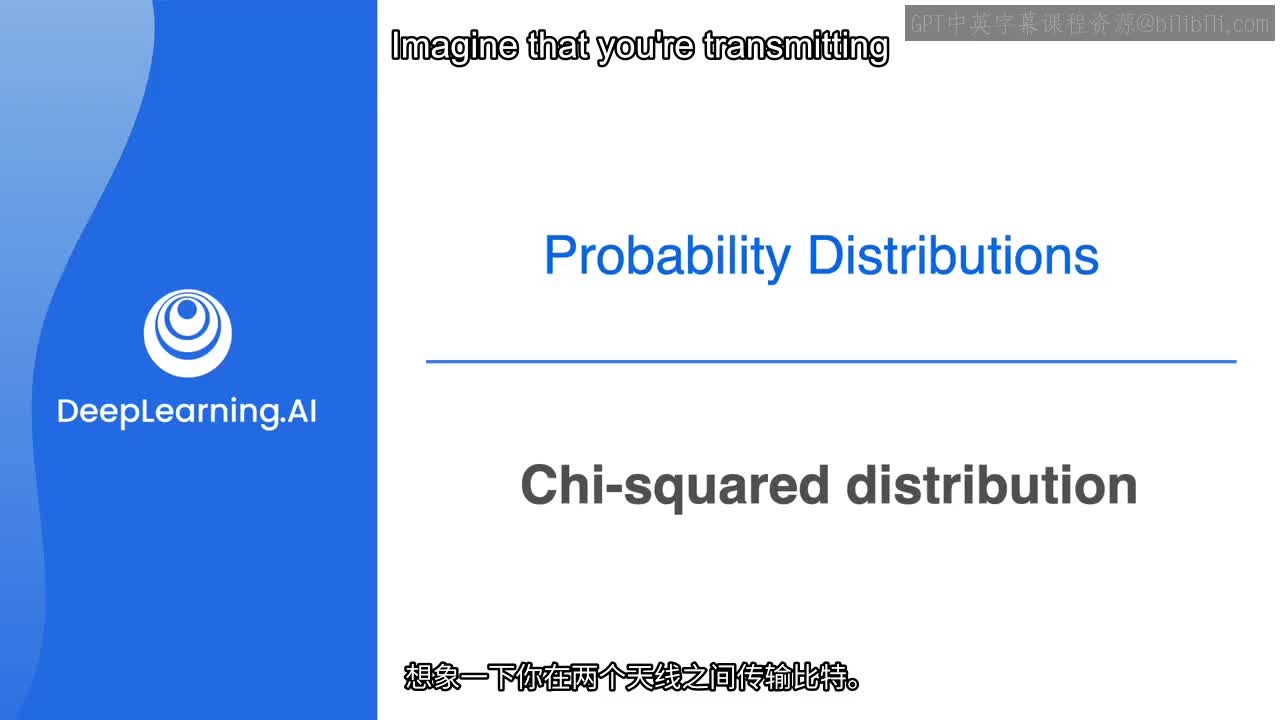 GPT中英字幕课程资源@bilibili.com
Imagine that you're transmitting
Probability Distributions
DeepLearning.AI
Chi-squared distribution
想象一下你在两个天线之间传输比特。